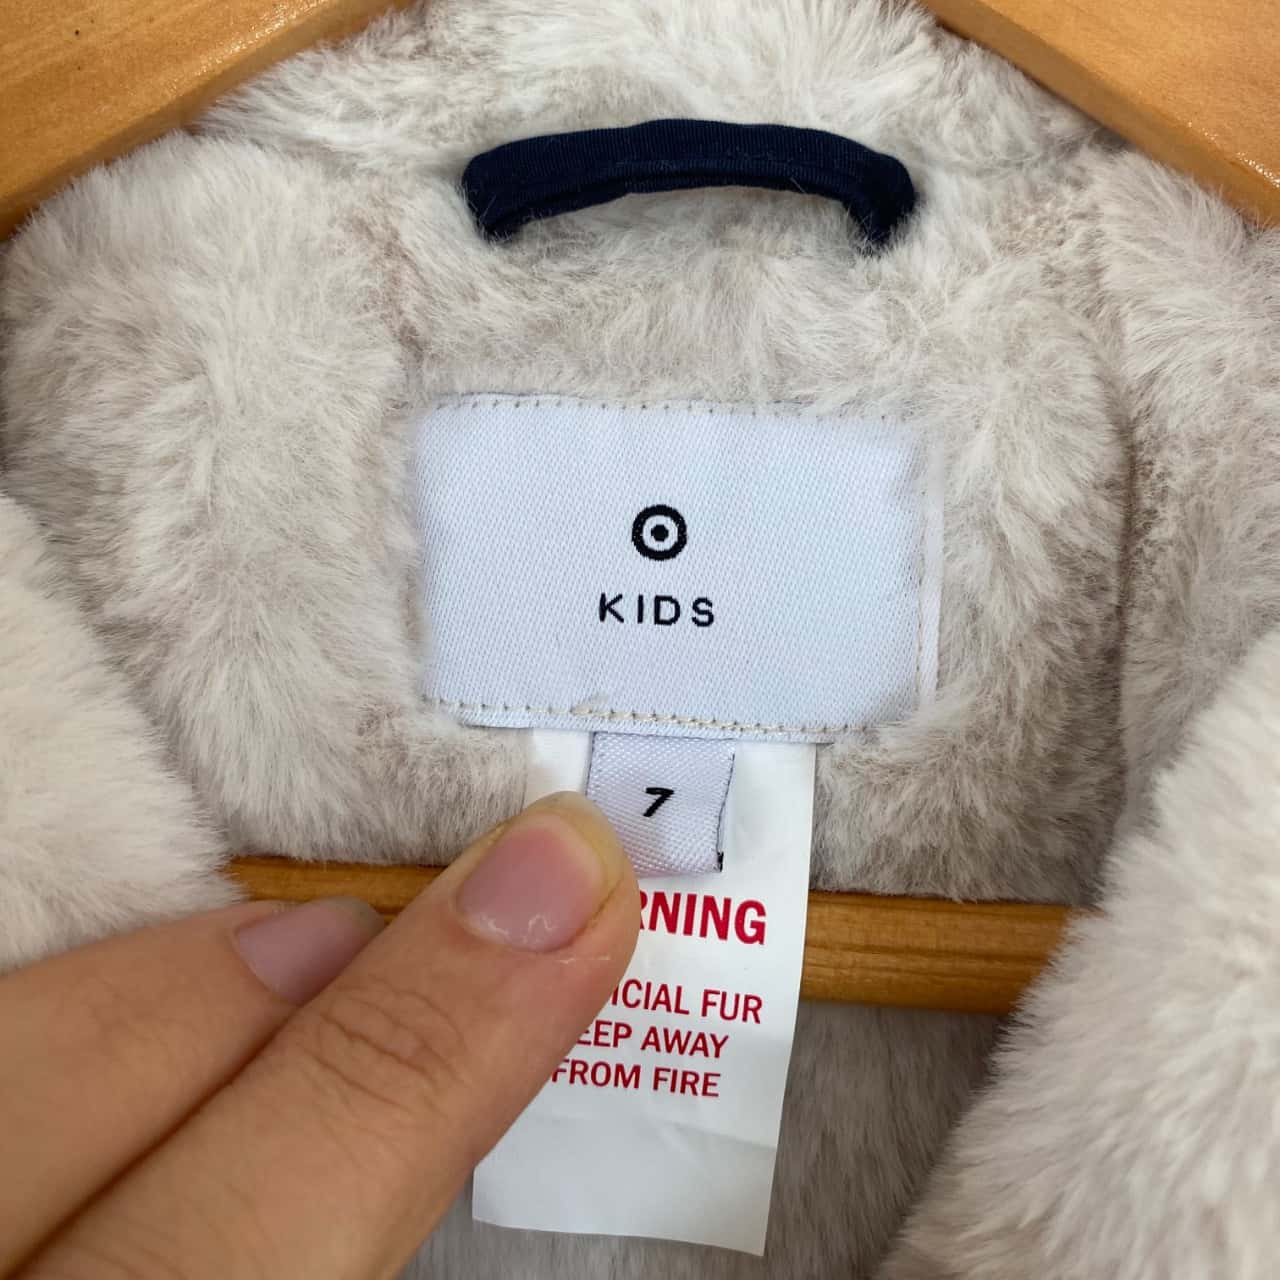 KIDS
7
RNING
ICIAL FUR
EEP AWAY
FROM FIRE